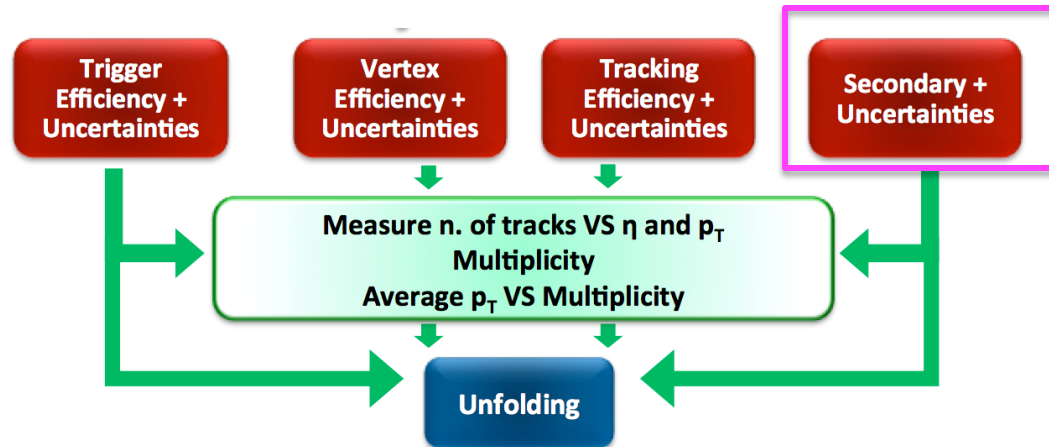 Trigger
Efficiency +
Uncertainties
Vertex
Efficiency +
Uncertainties
Tracking
Efficiency +
Uncertainties
Secondary +
Uncertainties
Measure n. of tracks VS η and pT
Multiplicity
Average pT VS Multiplicity
Unfolding